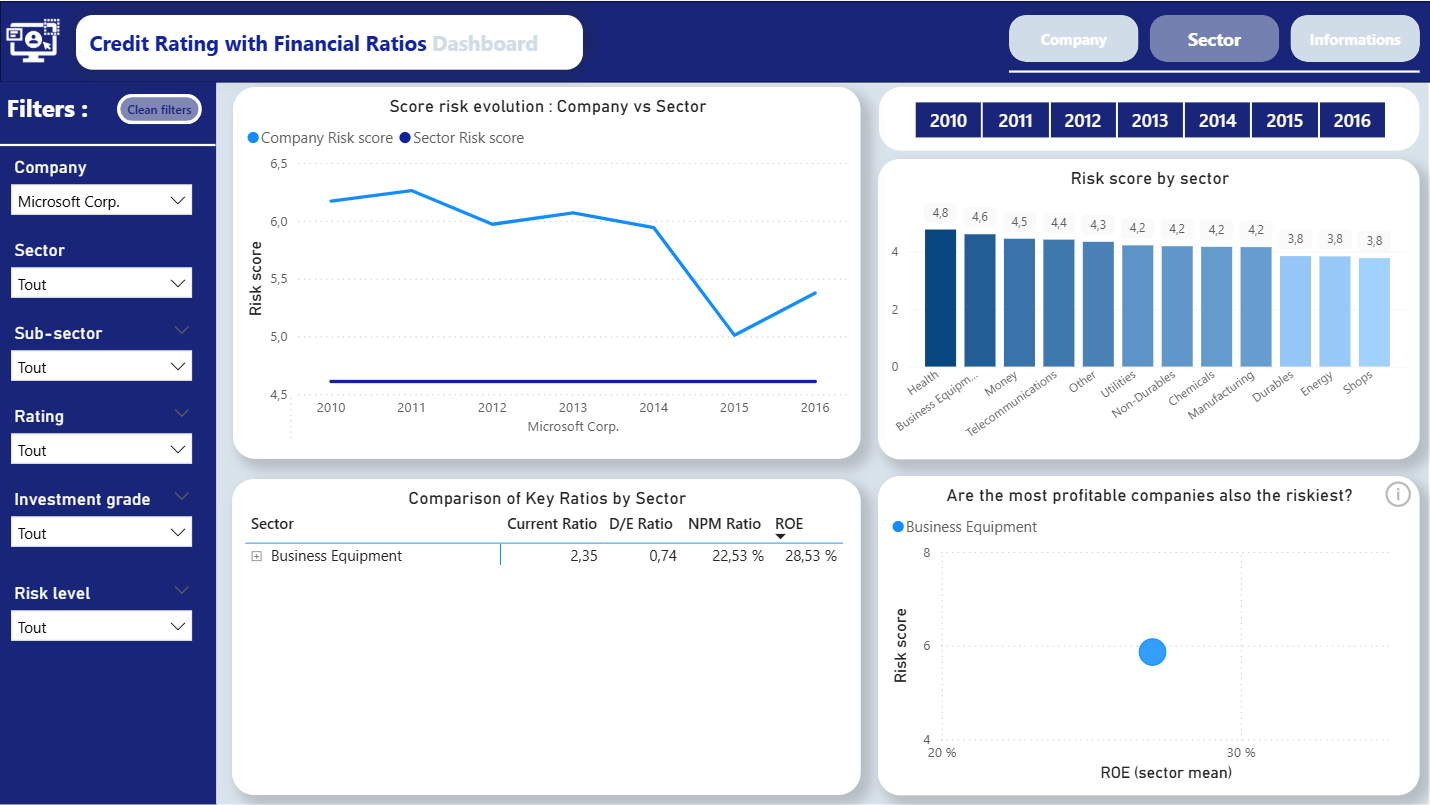 Credit Rating with Financial Ratios Dashboard
Company
Sector
Informations
Filters :
Clean filters
Company
Microsoft Corp.
Sector
Tout
Sub-sector
Tout
Rating
Tout
Investment grade
Tout
Risk level
Tout
Score risk evolution : Company vs Sector
Company Risk score
Sector Risk score
Risk score
6,5
6,0
5,5
5,0
4,5
2010 2011 2012 2013 2014 2015 2016
Microsoft Corp.
2010 2011 2012 2013 2014 2015 2016
Risk score by sector
4,8 4,6 4,5 4,4 4,3 4,2 4,2 4,2 4,2 3,8 3,8 3,8
4
2
0
Health
Business Equipm...
Money
Telecommunications
Other
Utilities
Non-Durables
Chemicals
Manufacturing
Durables
Energy
Shops
Comparison of Key Ratios by Sector
Sector Current Ratio D/E Ratio NPM Ratio ROE
Business Equipment 2,35 0,74 22,53 % 28,53 %
Are the most profitable companies also the riskiest?
Business Equipment
Risk score
8
6
4
20 % 30 %
ROE (sector mean)